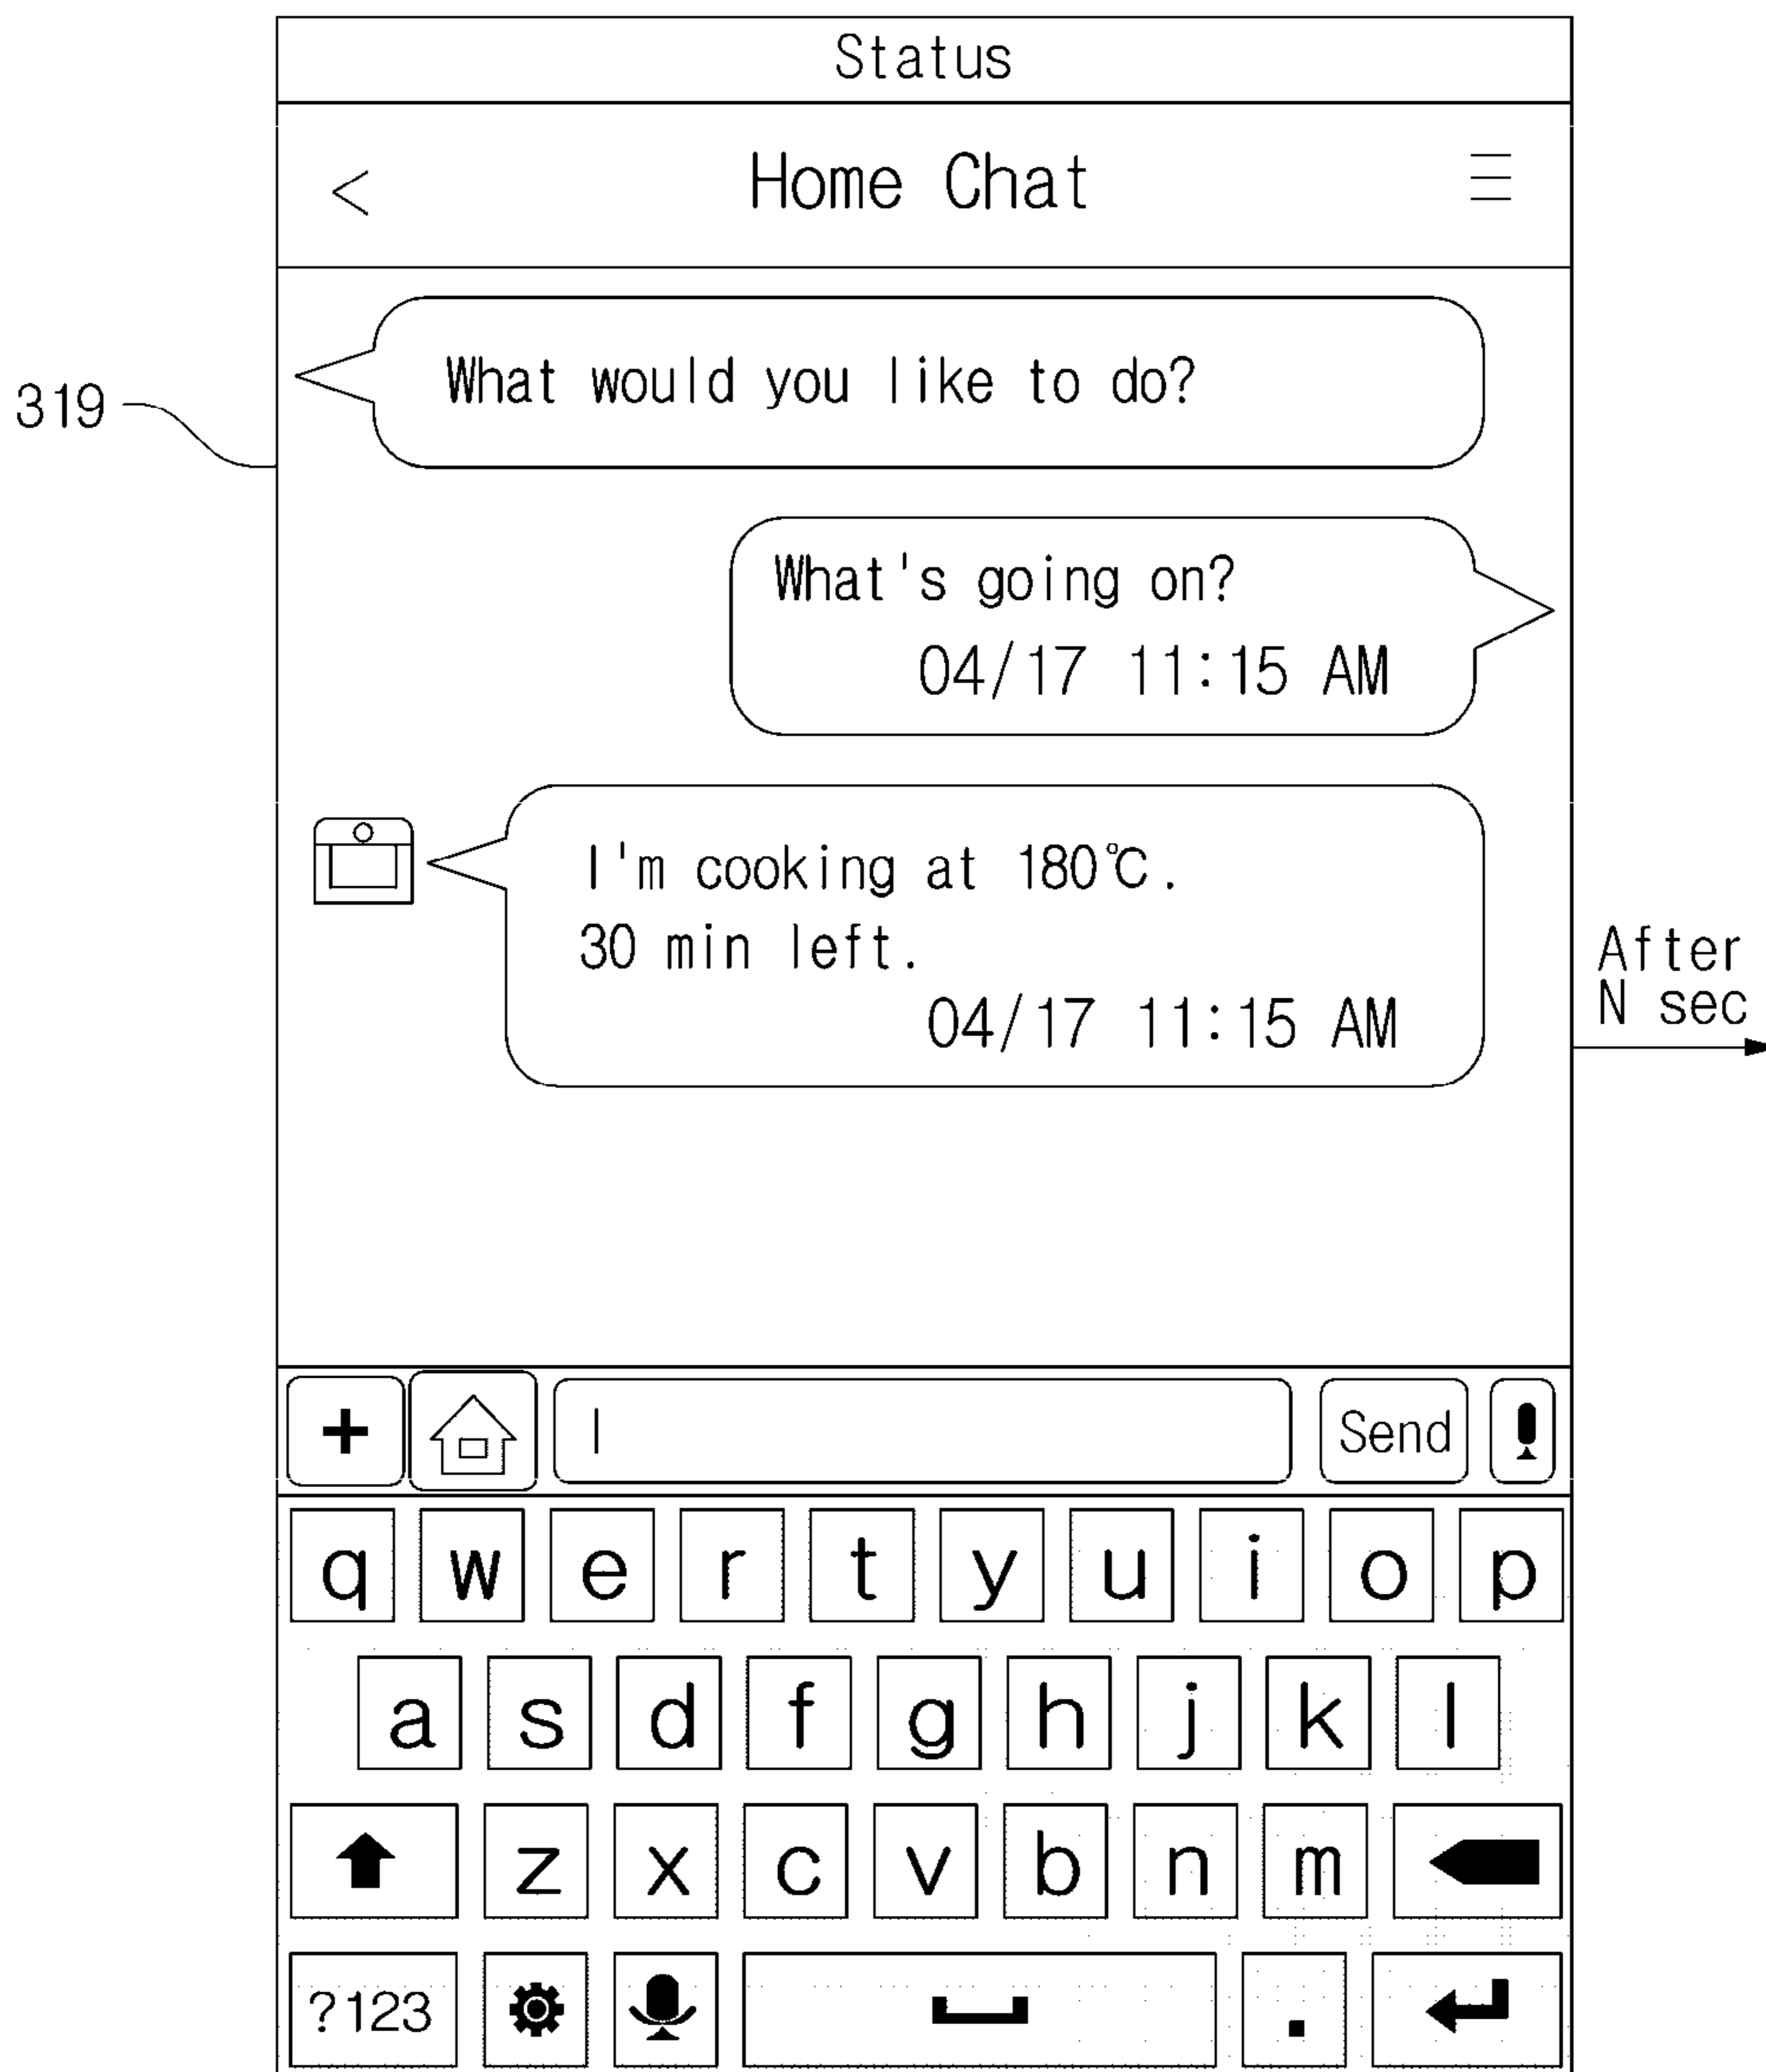 Status
< Home Chat
What would you like to do?
319
What's going on?
04/17 11:15 AM
I'm cooking at 180℃.
30 min left.
04/17 11:15 AM
After
N sec
+ Send
q w e r t y u i o p
a s d f g h j k l
z x c v b n m
?123 .